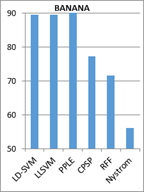 BANANA
90
80
70
60
50
LD-SVM
LLSVM
PPLE
CPSP
RFF
Nystrom